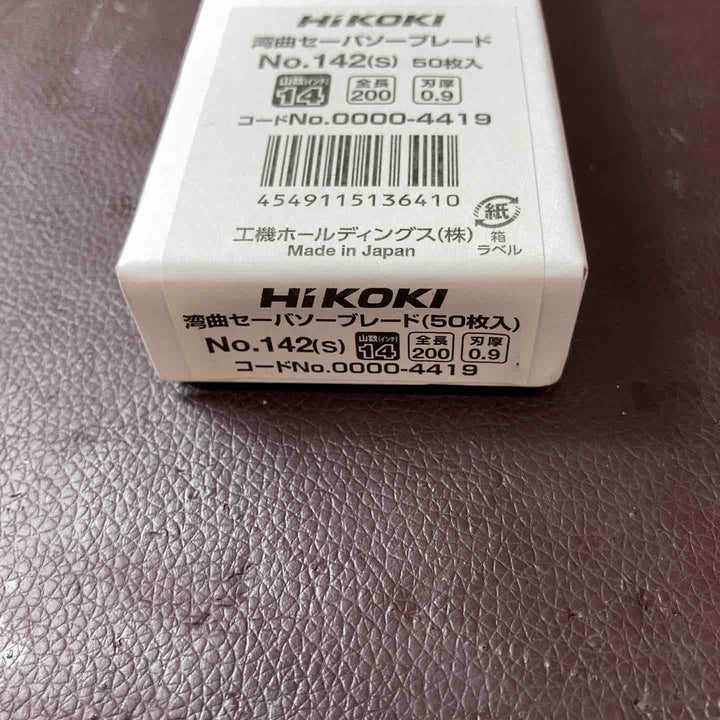 HiKOKI
湾曲セーバソーブレード
No.142(S) 50枚入
山数(インチ) 14 全長 200 刃厚 0.9
コードNo.0000-4419
4549115136410
紙
箱
ラベル
工機ホールディングス(株)
Made in Japan
HiKOKI
湾曲セーバソーブレード(50枚入)
No.142(S) 山数(インチ) 14 全長 200 刃厚 0.9
コードNo.0000-4419